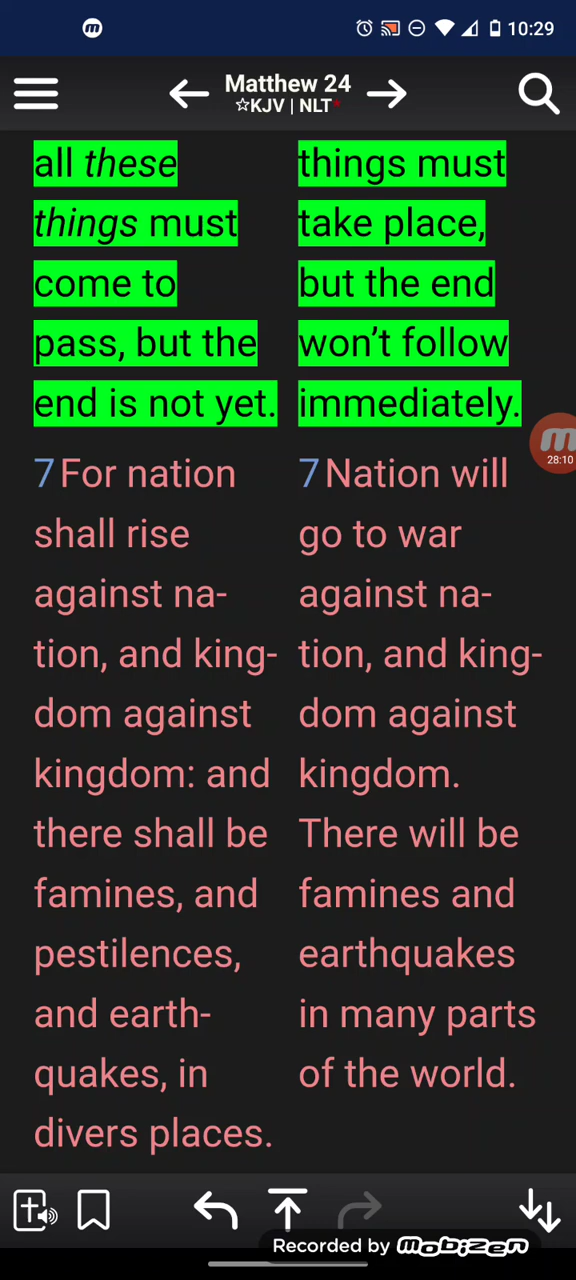 m 10:29
Matthew 24
☆KJV | NLT*
all these
things must
come to
pass, but the
end is not yet.
7 For nation
shall rise
against na-
tion, and king-
dom against
kingdom: and
there shall be
famines, and
pestilences,
and earth-
quakes, in
divers places.
things must
take place,
but the end
won’t follow
immediately.
7 Nation will
go to war
against na-
tion, and king-
dom against
kingdom.
There will be
famines and
earthquakes
in many parts
of the world.
m
28:10
Recorded by mobizen